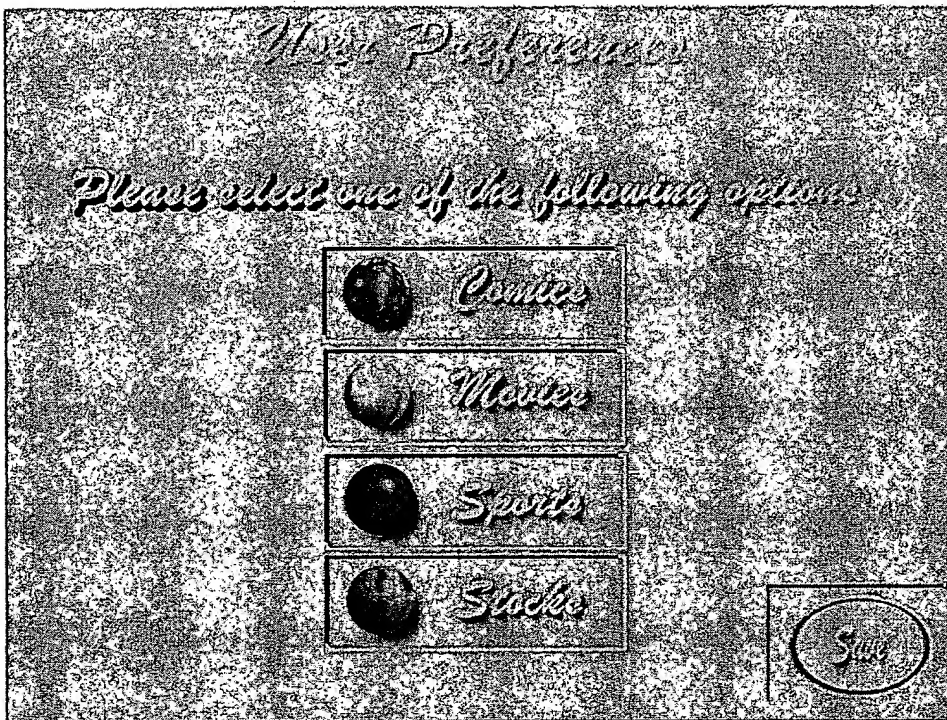 User Preferences
Please select one of the following options
Comics
Movies
Sports
Stocks
Save